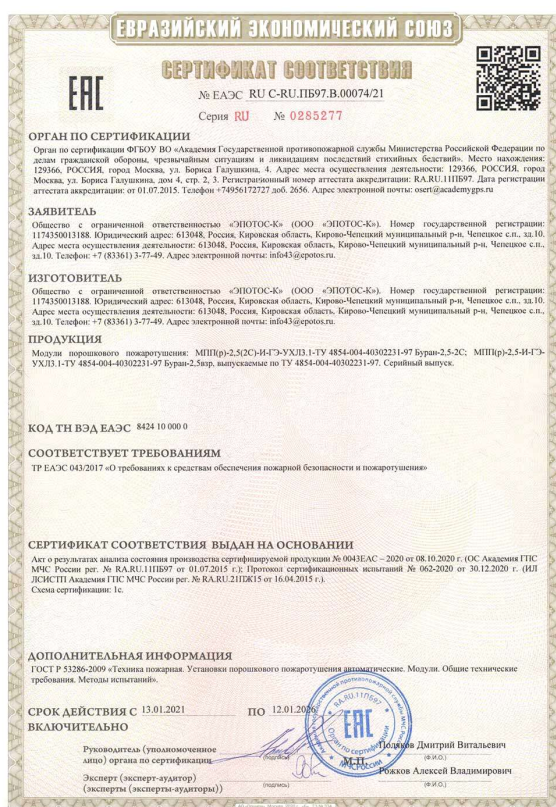 ЕВРАЗИЙСКИЙ ЭКОНОМИЧЕСКИЙ СОЮЗ
СЕРТИФИКАТ СООТВЕТСТВИЯ
ЕАС
№ ЕАЭС RU С-RU.ПБ97.В.00074/21
Серия RU № 0285277
ОРГАН ПО СЕРТИФИКАЦИИ
Орган по сертификации ФГБОУ ВО «Академия Государственной противопожарной службы Министерства Российской Федерации по
делам гражданской обороны, чрезвычайным ситуациям и ликвидациям последствий стихийных бедствий». Место нахождения:
129366, РОССИЯ, город Москва, ул. Бориса Галушкина, 4. Адрес места осуществления деятельности: 129366, РОССИЯ, город
Москва, ул. Бориса Галушкина, дом 4, стр. 2, 3. Регистрационный номер аттестата аккредитации: RA.RU.11ПБ97. Дата регистрации
аттестата аккредитации: от 01.07.2015. Телефон +74956172727 доб. 2656. Адрес электронной почты: osert@academygps.ru
ЗАЯВИТЕЛЬ
Общество с ограниченной ответственностью «ЭПОТОС-К» (ООО «ЭПОТОС-К»). Номер государственной регистрации:
1174350013188. Юридический адрес: 613048, Россия, Кировская область, Кирово-Чепецкий муниципальный р-н, Чепецкое с.п., зд.10.
Адрес места осуществления деятельности: 613048, Россия, Кировская область, Кирово-Чепецкий муниципальный р-н, Чепецкое с.п.,
зд.10. Телефон: +7 (83361) 3-77-49. Адрес электронной почты: info43@epotos.ru.
ИЗГОТОВИТЕЛЬ
Общество с ограниченной ответственностью «ЭПОТОС-К» (ООО «ЭПОТОС-К»). Номер государственной регистрации:
1174350013188. Юридический адрес: 613048, Россия, Кировская область, Кирово-Чепецкий муниципальный р-н, Чепецкое с.п., зд.10.
Адрес места осуществления деятельности: 613048, Россия, Кировская область, Кирово-Чепецкий муниципальный р-н, Чепецкое с.п.,
зд.10. Телефон: +7 (83361) 3-77-49. Адрес электронной почты: info43@epotos.ru.
ПРОДУКЦИЯ
Модули порошкового пожаротушения: МПП(р)-2,5(2С)-И-ГЭ-УХЛ3.1-ТУ 4854-004-40302231-97 Буран-2,5-2С; МПП(р)-2,5-И-ГЭ-
УХЛ3.1-ТУ 4854-004-40302231-97 Буран-2,5взр, выпускаемые по ТУ 4854-004-40302231-97. Серийный выпуск.
КОД ТН ВЭД ЕАЭС 8424 10 000 0
СООТВЕТСТВУЕТ ТРЕБОВАНИЯМ
ТР ЕАЭС 043/2017 «О требованиях к средствам обеспечения пожарной безопасности и пожаротушения»
СЕРТИФИКАТ СООТВЕТСТВИЯ ВЫДАН НА ОСНОВАНИИ
Акт о результатах анализа состояния производства сертифицируемой продукции № 0043ЕАС – 2020 от 08.10.2020 г. (ОС Академия ГПС
МЧС России рег. № RA.RU.11ПБ97 от 01.07.2015 г.); Протокол сертификационных испытаний № 062-2020 от 30.12.2020 г. (ИЛ
ЛСИСТП Академия ГПС МЧС России рег. № RA.RU.21ПЖ15 от 16.04.2015 г.).
Схема сертификации: 1с.
ДОПОЛНИТЕЛЬНАЯ ИНФОРМАЦИЯ
ГОСТ Р 53286-2009 «Техника пожарная. Установки порошкового пожаротушения автоматические. Модули. Общие технические
требования. Методы испытаний».
СРОК ДЕЙСТВИЯ С 13.01.2021 ПО 12.01.2026
ВКЛЮЧИТЕЛЬНО
RA.RU.11ПБ97
ЕАС
Орган по сертификации
МЧС России
Руководитель (уполномоченное
лицо) органа по сертификации
(подпись)
М.П.
Подяков Дмитрий Витальевич
(Ф.И.О.)
Эксперт (эксперт-аудитор)
(эксперты (эксперты-аудиторы))
(подпись)
Рожков Алексей Владимирович
(Ф.И.О.)